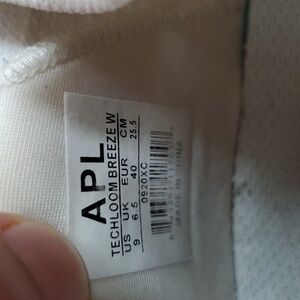 APL
TECHLOOM BREEZE W
US UK EUR CM
9 6.5 40 25.5
0920XC
MADE IN CHINA